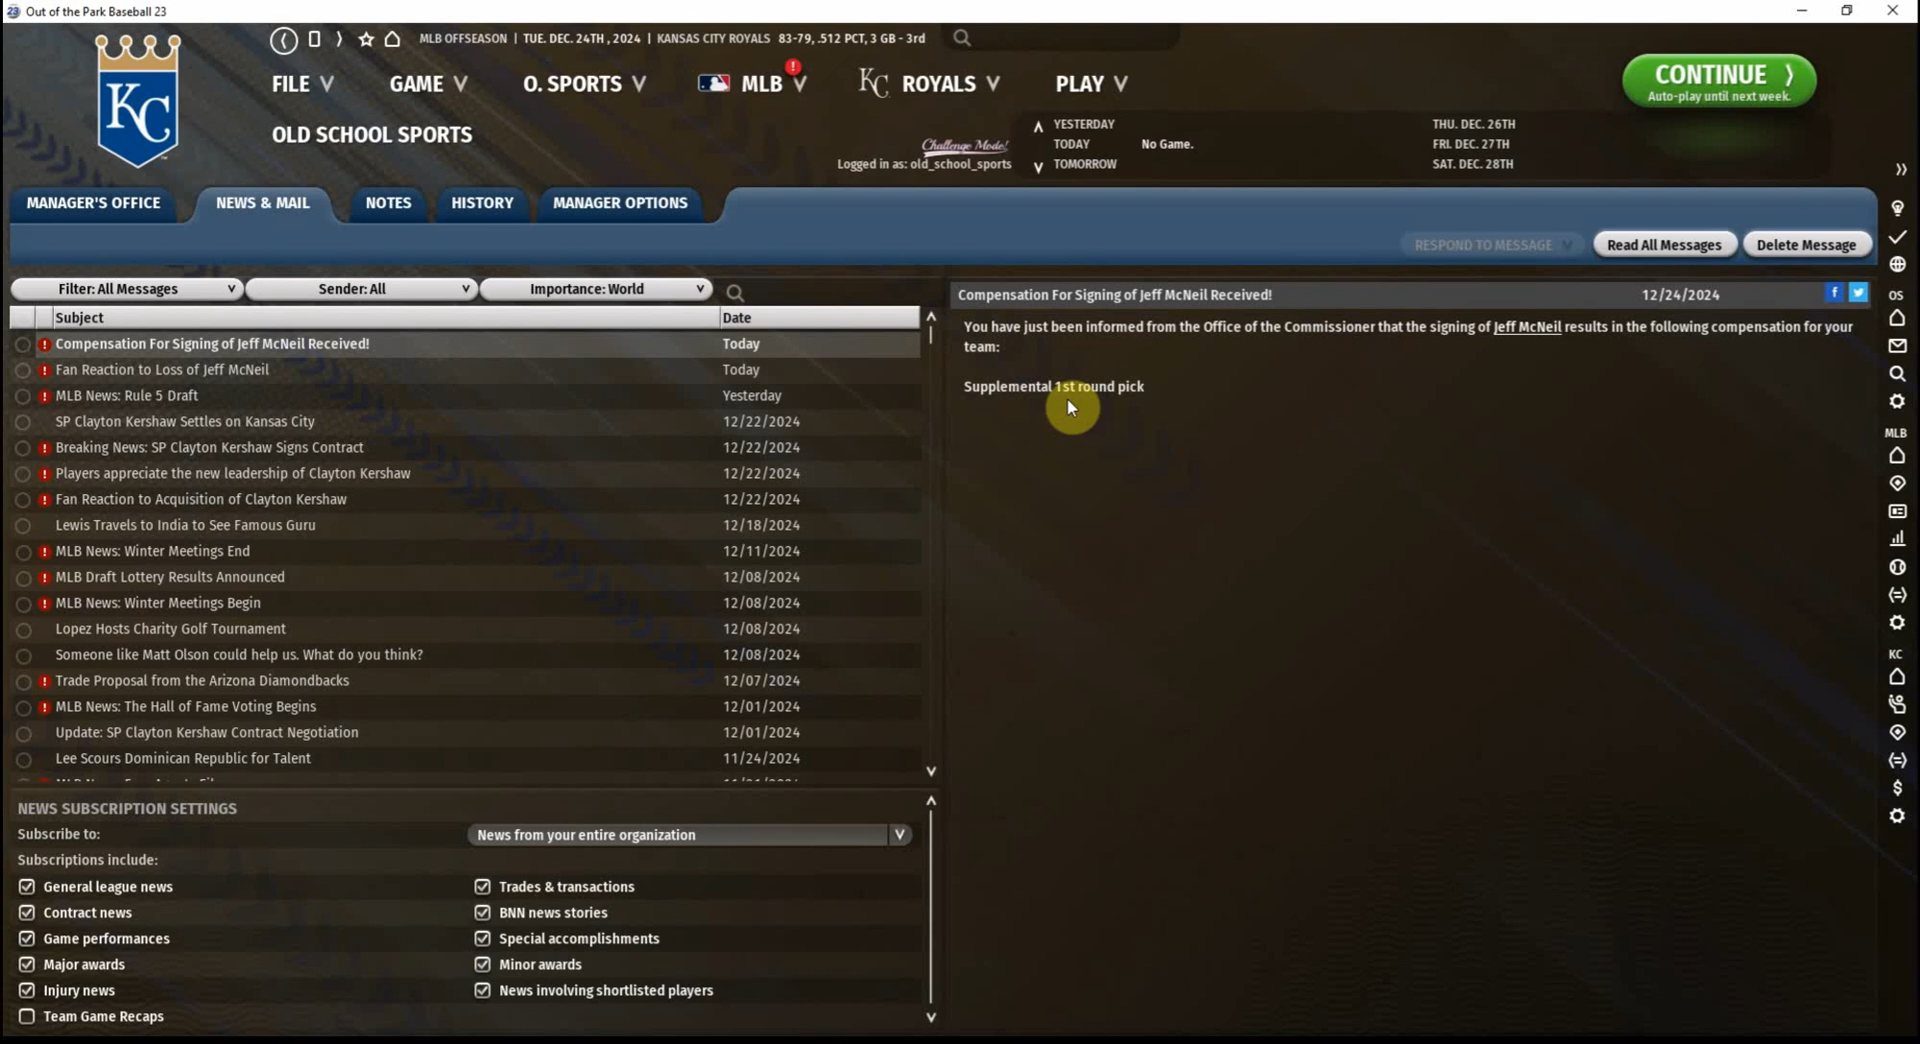 23 Out of the Park Baseball 23
MLB OFFSEASON | TUE. DEC. 24TH , 2024 | KANSAS CITY ROYALS 83-79, .512 PCT, 3 GB - 3rd
KC
FILE
GAME
O. SPORTS
MLB
KC ROYALS
PLAY
CONTINUE
Auto-play until next week.
OLD SCHOOL SPORTS
Challenge Mode!
Logged in as: old_school_sports
YESTERDAY
TODAY
TOMORROW
No Game.
THU. DEC. 26TH
FRI. DEC. 27TH
SAT. DEC. 28TH
MANAGER'S OFFICE
NEWS & MAIL
NOTES
HISTORY
MANAGER OPTIONS
RESPOND TO MESSAGE
Read All Messages
Delete Message
Filter: All Messages
Sender: All
Importance: World
Subject Date
! Compensation For Signing of Jeff McNeil Received! Today
! Fan Reaction to Loss of Jeff McNeil Today
! MLB News: Rule 5 Draft Yesterday
SP Clayton Kershaw Settles on Kansas City 12/22/2024
! Breaking News: SP Clayton Kershaw Signs Contract 12/22/2024
! Players appreciate the new leadership of Clayton Kershaw 12/22/2024
! Fan Reaction to Acquisition of Clayton Kershaw 12/22/2024
Lewis Travels to India to See Famous Guru 12/18/2024
! MLB News: Winter Meetings End 12/11/2024
! MLB Draft Lottery Results Announced 12/08/2024
! MLB News: Winter Meetings Begin 12/08/2024
Lopez Hosts Charity Golf Tournament 12/08/2024
Someone like Matt Olson could help us. What do you think? 12/08/2024
! Trade Proposal from the Arizona Diamondbacks 12/07/2024
! MLB News: The Hall of Fame Voting Begins 12/01/2024
Update: SP Clayton Kershaw Contract Negotiation 12/01/2024
Lee Scours Dominican Republic for Talent 11/24/2024
NEWS SUBSCRIPTION SETTINGS
Subscribe to: News from your entire organization
Subscriptions include:
General league news
Trades & transactions
Contract news
BNN news stories
Game performances
Special accomplishments
Major awards
Minor awards
Injury news
News involving shortlisted players
Team Game Recaps
Compensation For Signing of Jeff McNeil Received! 12/24/2024
You have just been informed from the Office of the Commissioner that the signing of Jeff McNeil results in the following compensation for your
team:
Supplemental 1st round pick
OS
MLB
KC